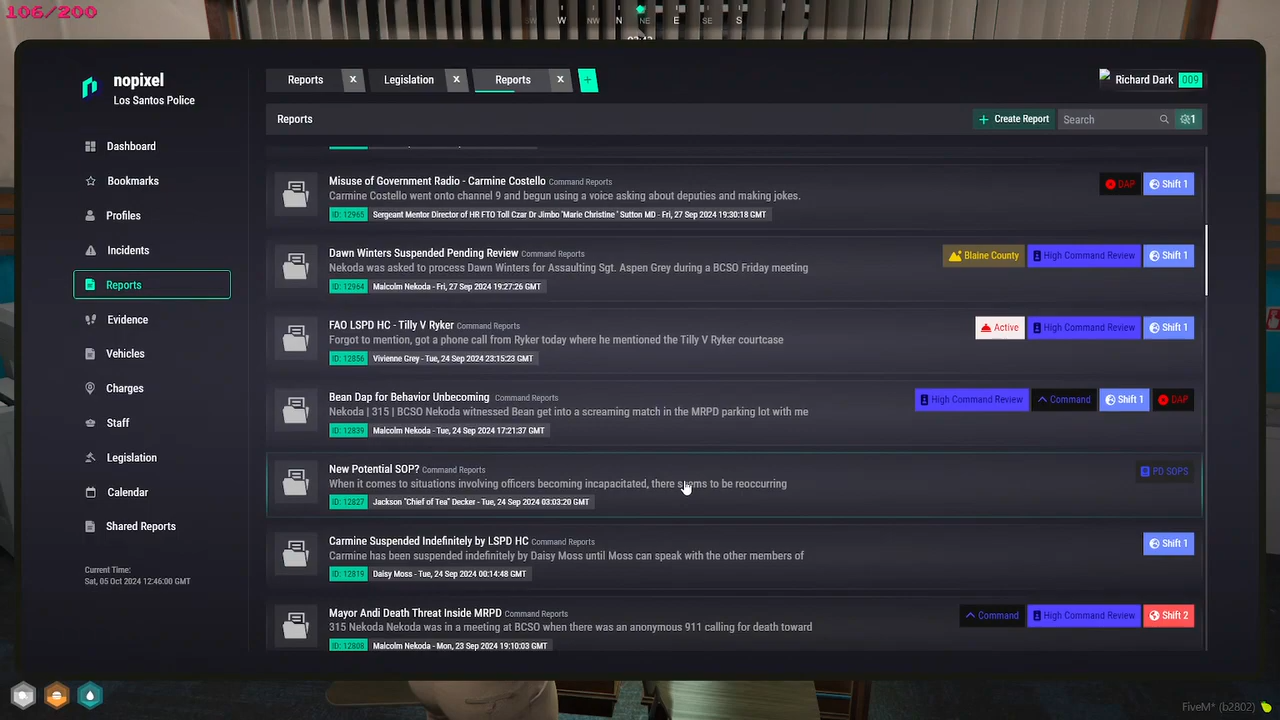 106/200
SW W NW N NE E SE S
nopixel
Los Santos Police
Reports x Legislation x Reports x +
Richard Dark 009
Reports
+ Create Report Search 1
Dashboard
Bookmarks
Profiles
Incidents
Reports
Evidence
Vehicles
Charges
Staff
Legislation
Calendar
Shared Reports
Current Time:
Sat, 05 Oct 2024 12:46:00 GMT
Misuse of Government Radio - Carmine Costello Command Reports
Carmine Costello went onto channel 9 and begun using a voice asking about deputies and making jokes.
ID: 12965 Sergeant Mentor Director of HR FTO Toll Czar Dr Jimbo "Marie Christine " Sutton MD - Fri, 27 Sep 2024 19:30:18 GMT
DAP Shift 1
Dawn Winters Suspended Pending Review Command Reports
Nekoda was asked to process Dawn Winters for Assaulting Sgt. Aspen Grey during a BCSO Friday meeting
ID: 12964 Malcolm Nekoda - Fri, 27 Sep 2024 19:27:26 GMT
Blaine County High Command Review Shift 1
FAO LSPD HC - Tilly V Ryker Command Reports
Forgot to mention, got a phone call from Ryker today where he mentioned the Tilly V Ryker courtcase
ID: 12856 Vivienne Grey - Tue, 24 Sep 2024 23:15:23 GMT
Active High Command Review Shift 1
Bean Dap for Behavior Unbecoming Command Reports
Nekoda | 315 | BCSO Nekoda witnessed Bean get into a screaming match in the MRPD parking lot with me
ID: 12839 Malcolm Nekoda - Tue, 24 Sep 2024 17:21:37 GMT
High Command Review Command Shift 1 DAP
New Potential SOP? Command Reports
When it comes to situations involving officers becoming incapacitated, there seems to be reoccuring
ID: 12827 Jackson "Chief of Tea" Decker - Tue, 24 Sep 2024 03:03:20 GMT
PD SOPS
Carmine Suspended Indefinitely by LSPD HC Command Reports
Carmine has been suspended indefinitely by Daisy Moss until Moss can speak with the other members of
ID: 12819 Daisy Moss - Tue, 24 Sep 2024 00:14:48 GMT
Shift 1
Mayor Andi Death Threat Inside MRPD Command Reports
315 Nekoda Nekoda was in a meeting at BCSO when there was an anonymous 911 calling for death toward
ID: 12808 Malcolm Nekoda - Mon, 23 Sep 2024 19:10:03 GMT
Command High Command Review Shift 2
FiveM* (b2802)